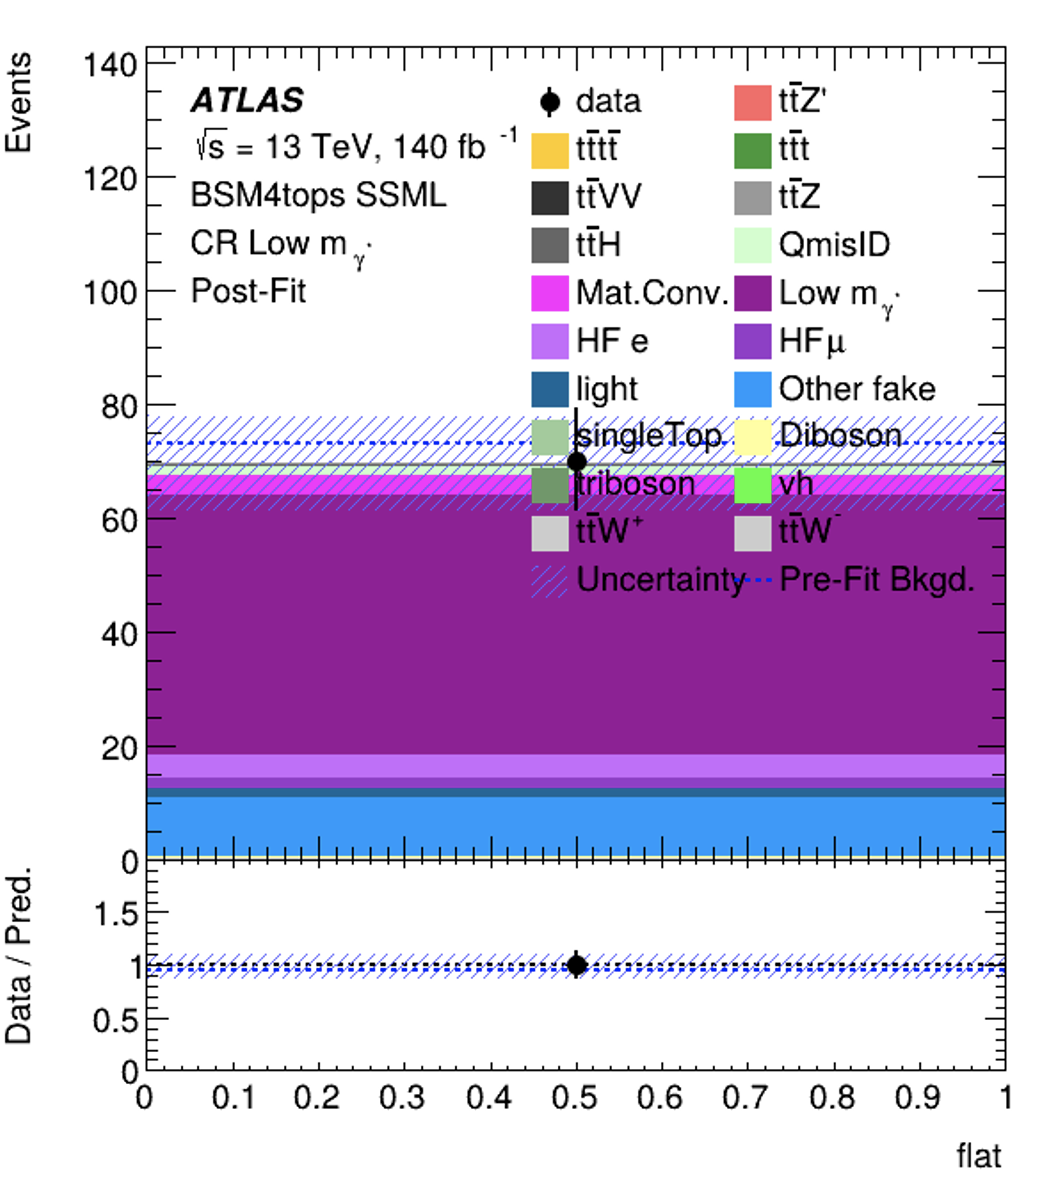 Events
140
120
100
80
60
40
20
0
ATLAS
√s = 13 TeV, 140 fb⁻¹
BSM4tops SSML
CR Low m_γ*
Post-Fit
data
tt̄Z'
tt̄tt̄
tt̄t
tt̄VV
tt̄Z
tt̄H
QmisID
Mat.Conv.
Low m_γ*
HF e
HFμ
light
Other fake
singleTop
Diboson
triboson
vh
tt̄W⁺
tt̄W⁻
Uncertainty
Pre-Fit Bkgd.
Data / Pred.
1.5
1
0.5
0
0 0.1 0.2 0.3 0.4 0.5 0.6 0.7 0.8 0.9 1
flat